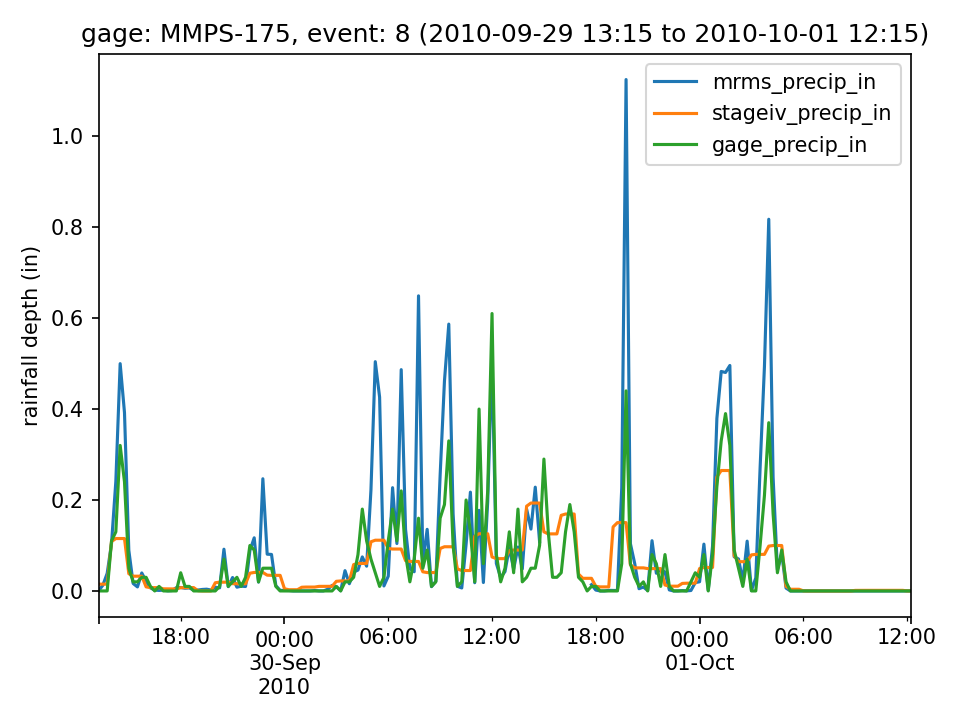 gage: MMPS-175, event: 8 (2010-09-29 13:15 to 2010-10-01 12:15)
mrms_precip_in
stageiv_precip_in
gage_precip_in
rainfall depth (in)
1.0
0.8
0.6
0.4
0.2
0.0
18:00 00:00 06:00 12:00 18:00 00:00 06:00 12:00
30-Sep 01-Oct
2010